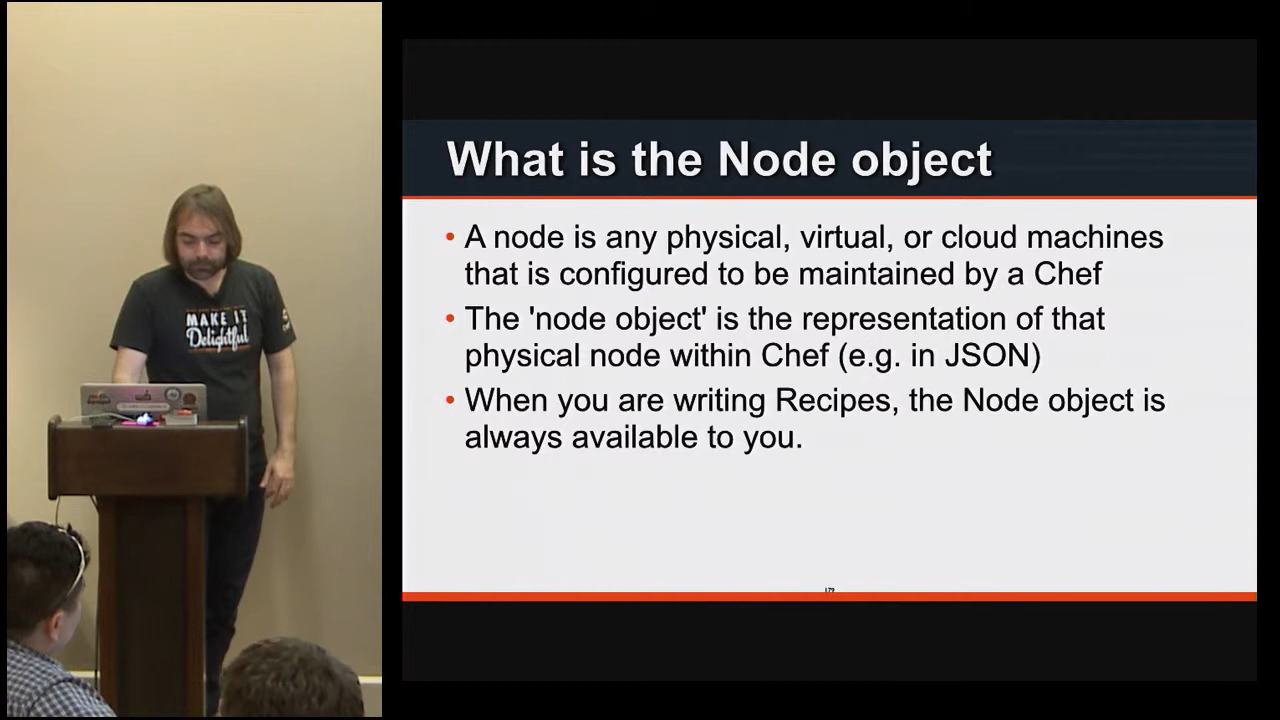 MAKE IT
Delightful
What is the Node object
• A node is any physical, virtual, or cloud machines
that is configured to be maintained by a Chef
• The 'node object' is the representation of that
physical node within Chef (e.g. in JSON)
• When you are writing Recipes, the Node object is
always available to you.